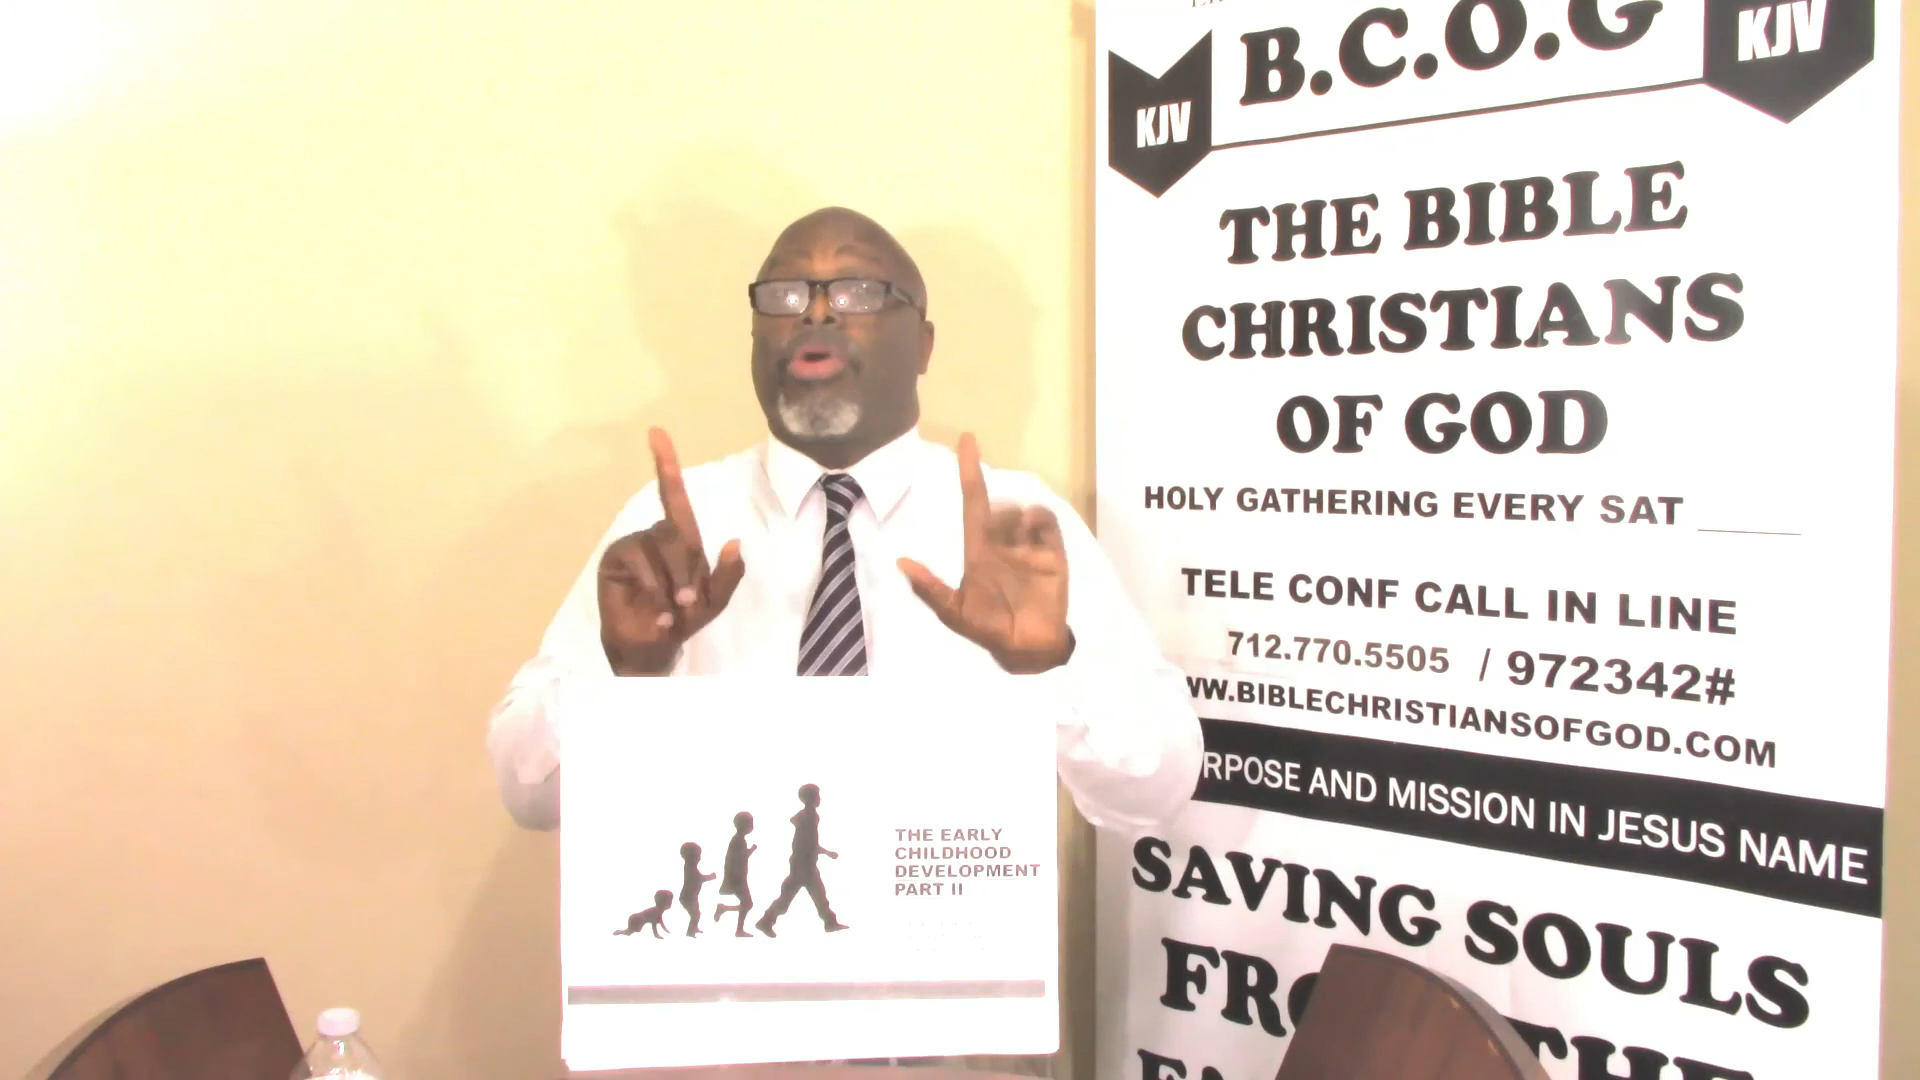 B.C.O.G
KJV
KJV
THE BIBLE
CHRISTIANS
OF GOD
HOLY GATHERING EVERY SAT
TELE CONF CALL IN LINE
712.770.5505 / 972342#
WW.BIBLECHRISTIANSOFGOD.COM
RPOSE AND MISSION IN JESUS NAME
SAVING SOULS
THE EARLY
CHILDHOOD
DEVELOPMENT
PART II